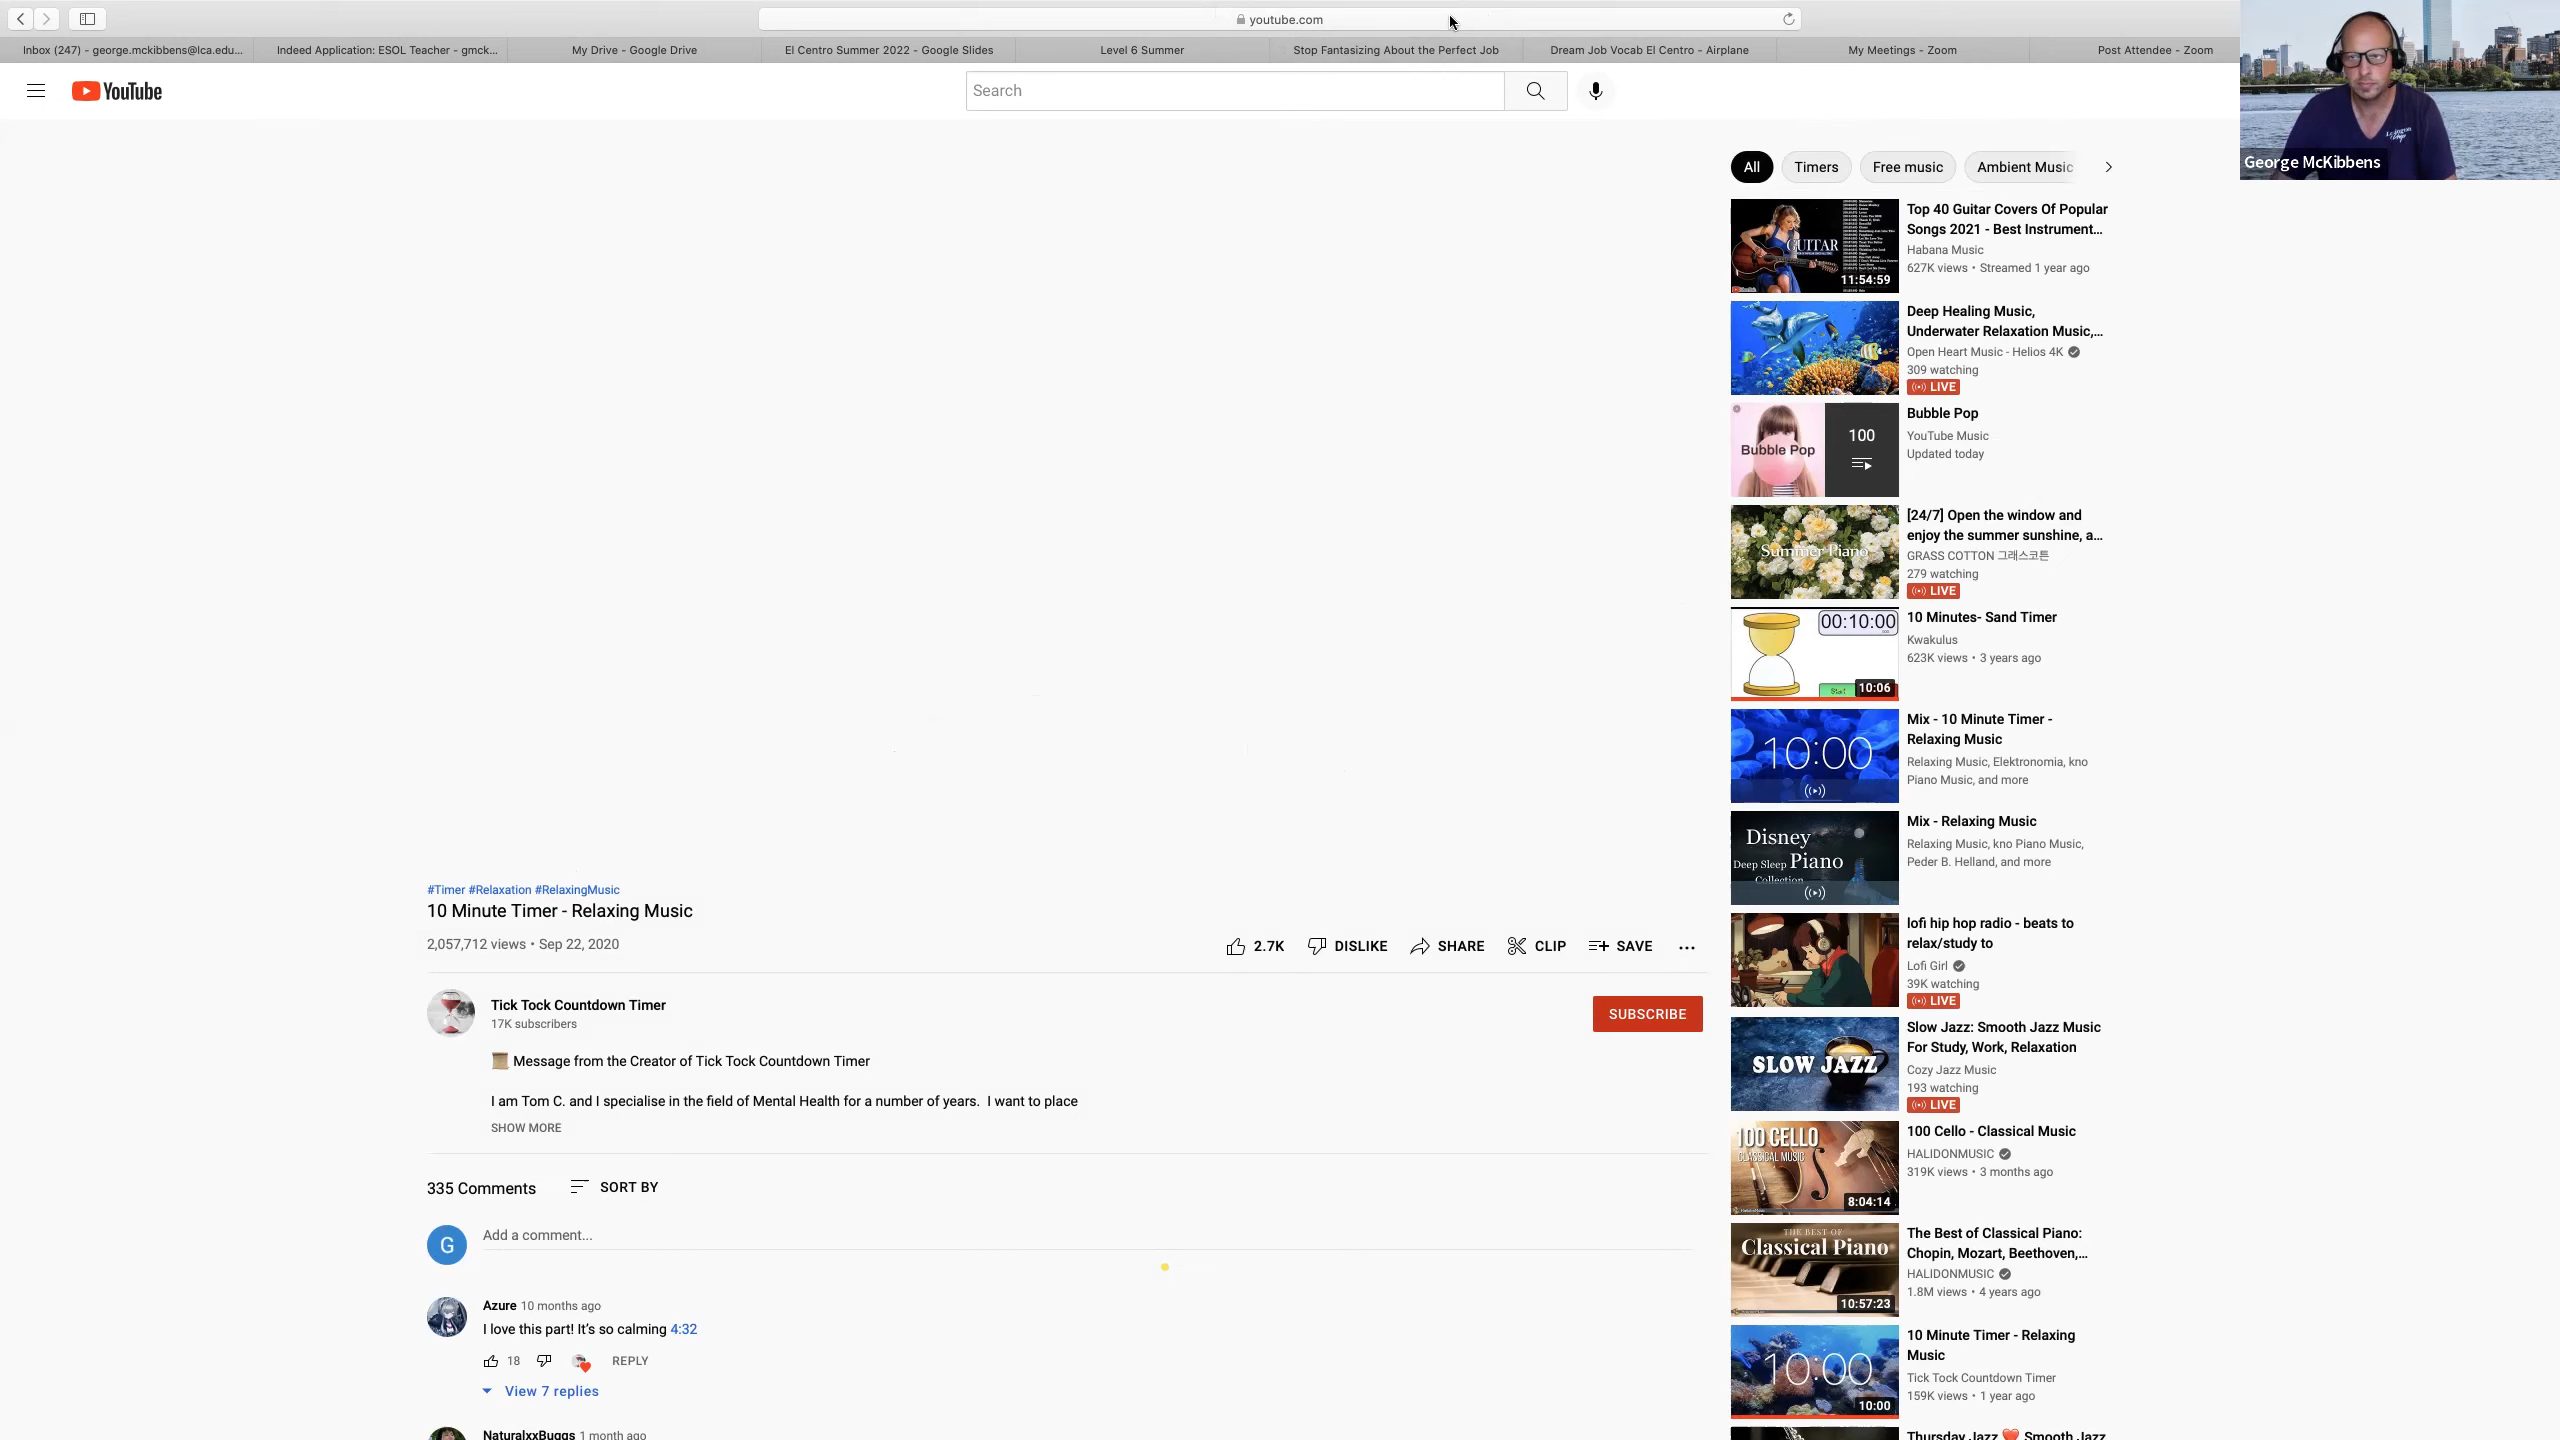 youtube.com
Inbox (247) - george.mckibbens@lca.edu...
Indeed Application: ESOL Teacher - gmck...
My Drive - Google Drive
El Centro Summer 2022 - Google Slides
Level 6 Summer
Stop Fantasizing About the Perfect Job
Dream Job Vocab El Centro - Airplane
My Meetings - Zoom
Post Attendee - Zoom
YouTube
Search
George McKibbens
All
Timers
Free music
Ambient Music
GUITAR
11:54:59
Top 40 Guitar Covers Of Popular
Songs 2021 - Best Instrument...
Habana Music
627K views • Streamed 1 year ago
Deep Healing Music,
Underwater Relaxation Music,...
Open Heart Music - Helios 4K
309 watching
LIVE
Bubble Pop
100
Bubble Pop
YouTube Music
Updated today
Summer Piano
[24/7] Open the window and
enjoy the summer sunshine, a...
GRASS COTTON 그래스코튼
279 watching
LIVE
00:10:00
Start
10:06
10 Minutes- Sand Timer
Kwakulus
623K views • 3 years ago
10:00
Mix - 10 Minute Timer -
Relaxing Music
Relaxing Music, Elektronomia, kno
Piano Music, and more
Disney
Deep Sleep Piano
Collection
Mix - Relaxing Music
Relaxing Music, kno Piano Music,
Peder B. Helland, and more
lofi hip hop radio - beats to
relax/study to
Lofi Girl
39K watching
LIVE
SLOW JAZZ
Slow Jazz: Smooth Jazz Music
For Study, Work, Relaxation
Cozy Jazz Music
193 watching
LIVE
100 CELLO
CLASSICAL MUSIC
8:04:14
100 Cello - Classical Music
HALIDONMUSIC
319K views • 3 months ago
THE BEST OF
Classical Piano
10:57:23
The Best of Classical Piano:
Chopin, Mozart, Beethoven,...
HALIDONMUSIC
1.8M views • 4 years ago
10:00
10:00
10 Minute Timer - Relaxing
Music
Tick Tock Countdown Timer
159K views • 1 year ago
Thursday Jazz ❤️ Smooth Jazz
#Timer #Relaxation #RelaxingMusic
10 Minute Timer - Relaxing Music
2,057,712 views • Sep 22, 2020
2.7K
DISLIKE
SHARE
CLIP
SAVE
Tick Tock Countdown Timer
17K subscribers
SUBSCRIBE
📜 Message from the Creator of Tick Tock Countdown Timer
I am Tom C. and I specialise in the field of Mental Health for a number of years.  I want to place
SHOW MORE
335 Comments
SORT BY
G
Add a comment...
Azure 10 months ago
I love this part! It's so calming 4:32
18
REPLY
View 7 replies
NaturalxxBuggs 1 month ago